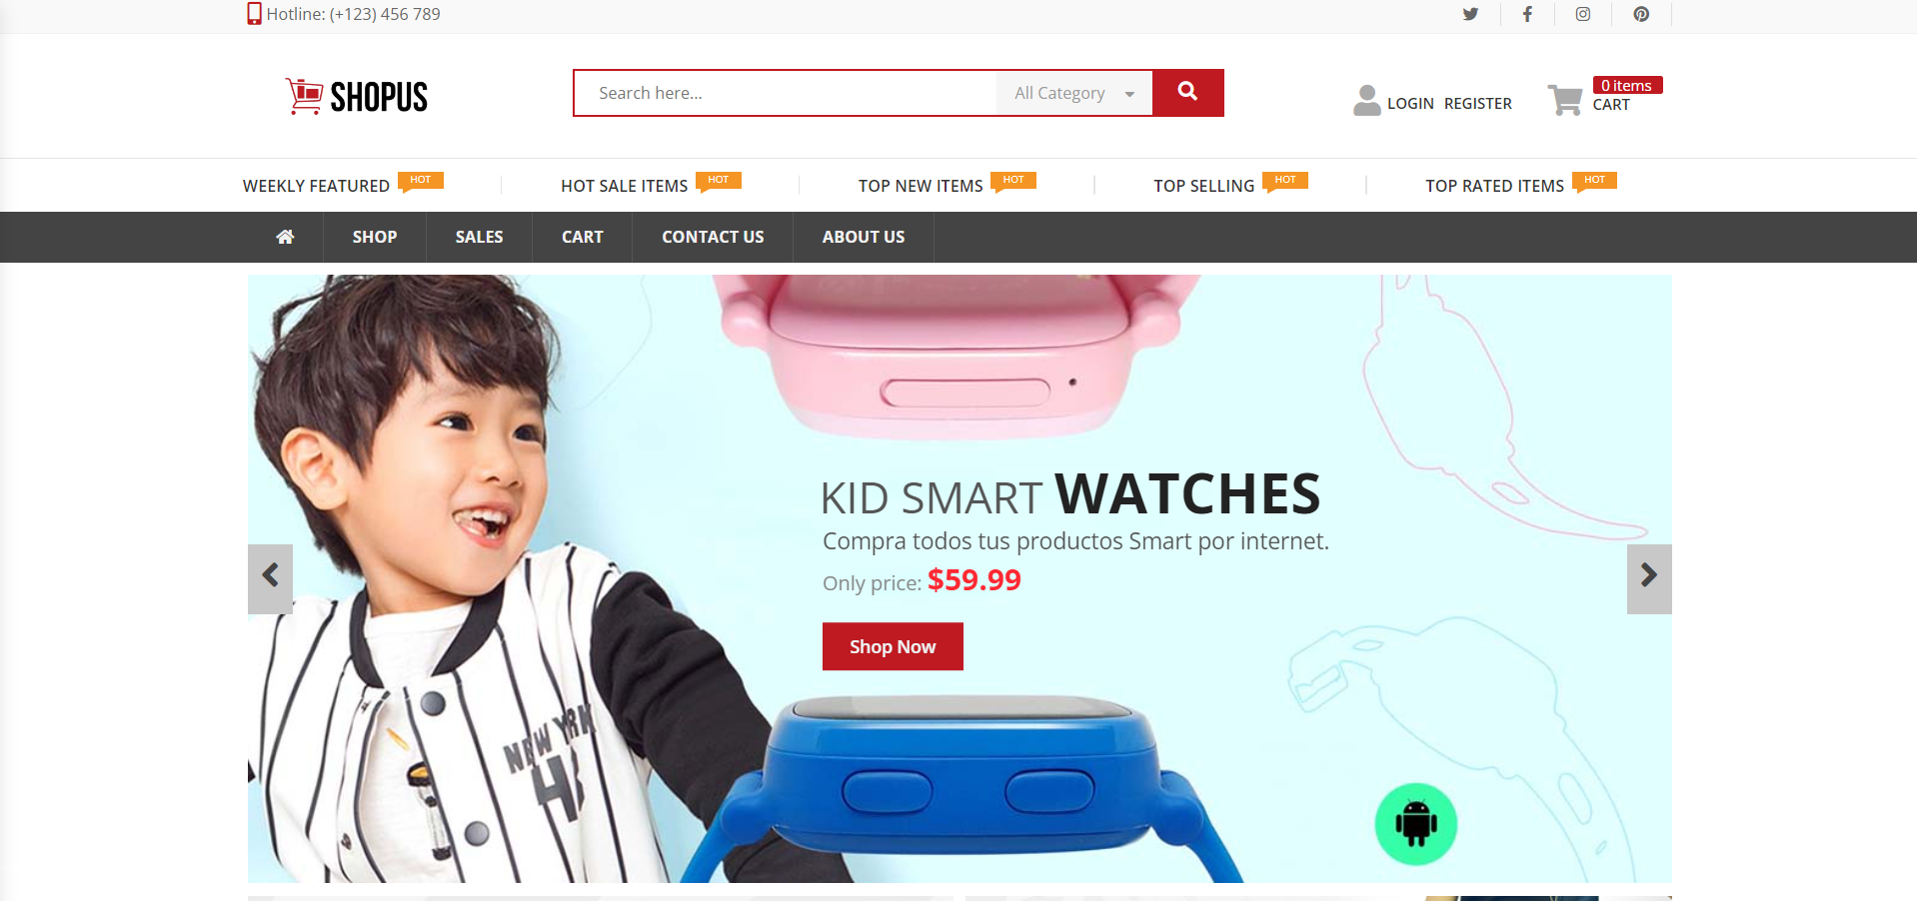 Hotline: (+123) 456 789
SHOPUS
Search here...
All Category
LOGIN REGISTER
0 items
CART
WEEKLY FEATURED HOT
HOT SALE ITEMS HOT
TOP NEW ITEMS HOT
TOP SELLING HOT
TOP RATED ITEMS HOT
SHOP SALES CART CONTACT US ABOUT US
KID SMART WATCHES
Compra todos tus productos Smart por internet.
Only price: $59.99
Shop Now
NEW YORK
43